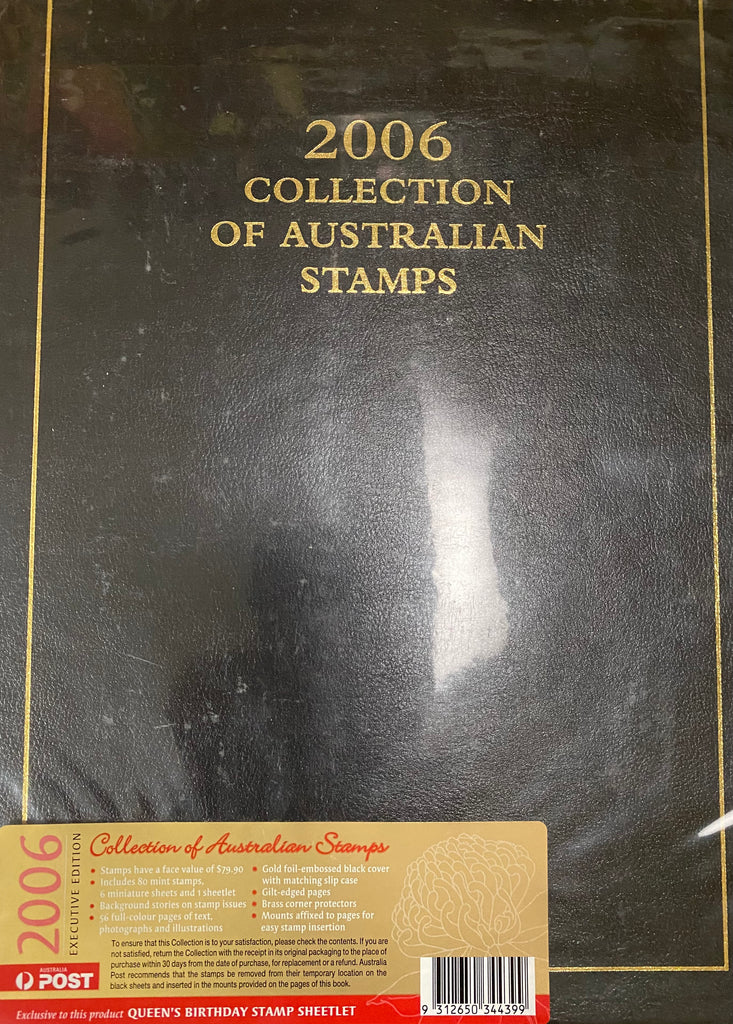 2006
COLLECTION
OF AUSTRALIAN
STAMPS
2006
EXECUTIVE EDITION
Collection of Australian Stamps
• Stamps have a face value of $79.90
• Includes 80 mint stamps,
6 miniature sheets and 1 sheetlet
• Background stories on stamp issues
• 56 full-colour pages of text,
photographs and illustrations
• Gold foil-embossed black cover
with matching slip case
• Gilt-edged pages
• Brass corner protectors
• Mounts affixed to pages for
easy stamp insertion
To ensure that this Collection is to your satisfaction, please check the contents. If you are
not satisfied, return the Collection with the receipt in its original packaging to the place of
purchase within 30 days from the date of purchase, for replacement or a refund. Australia
Post recommends that the stamps be removed from their temporary location on the
black sheets and inserted in the mounts provided on the pages of this book.
AUSTRALIA
POST
Exclusive to this product QUEEN'S BIRTHDAY STAMP SHEETLET
9 312650 344399